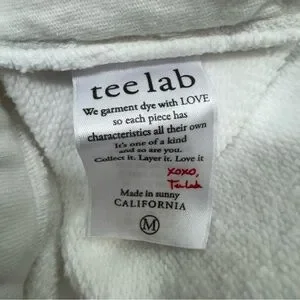 tee lab
We garment dye with LOVE
so each piece has
characteristics all their own
It's one of a kind
and so are you.
Collect it. Layer it. Love it
xoxo,
Tee Lab
Made in sunny
CALIFORNIA
M